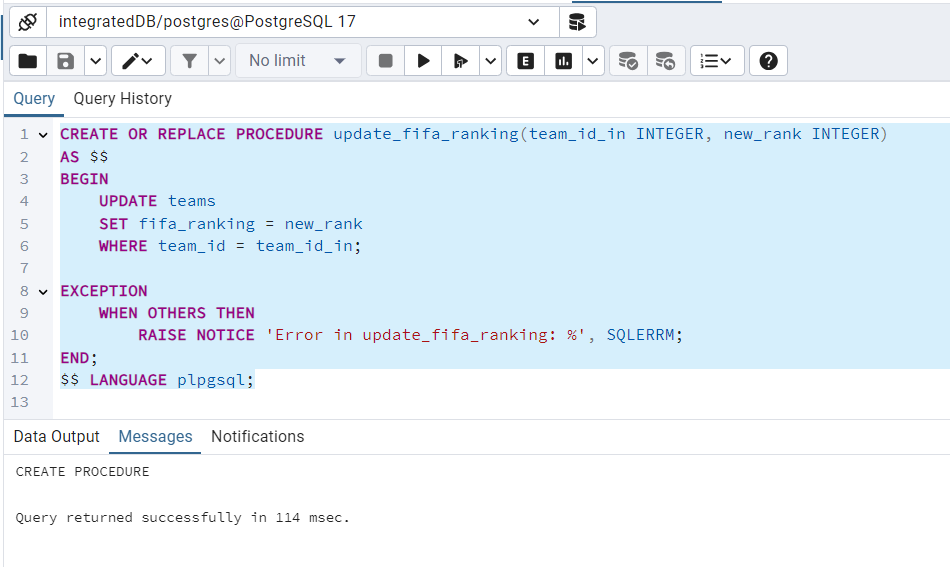 integratedDB/postgres@PostgreSQL 17
No limit
E
Query Query History
1 CREATE OR REPLACE PROCEDURE update_fifa_ranking(team_id_in INTEGER, new_rank INTEGER)
2 AS $$
3 BEGIN
4 UPDATE teams
5 SET fifa_ranking = new_rank
6 WHERE team_id = team_id_in;
7
8 EXCEPTION
9 WHEN OTHERS THEN
10 RAISE NOTICE 'Error in update_fifa_ranking: %', SQLERRM;
11 END;
12 $$ LANGUAGE plpgsql;
13
Data Output Messages Notifications
CREATE PROCEDURE
Query returned successfully in 114 msec.